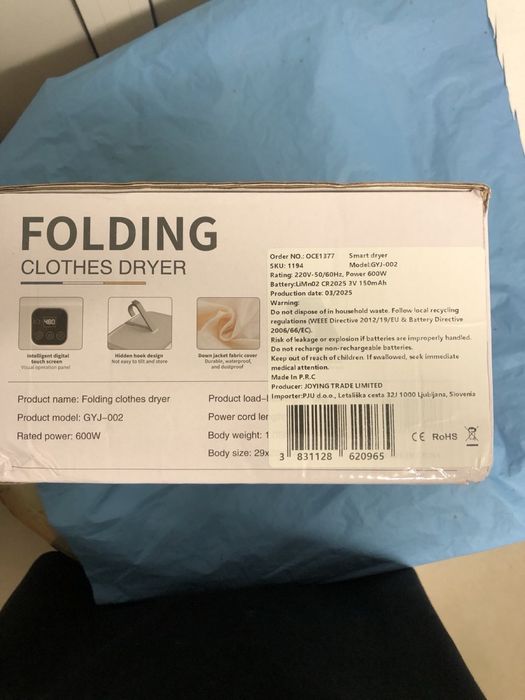 FOLDING
CLOTHES DRYER
480
Intelligent digital
touch screen
Visual operation panel
Hidden hook design
Not easy to tilt and store
Down jacket fabric cover
Durable, waterproof,
and dustproof
Product name: Folding clothes dryer
Product model: GYJ-002
Rated power: 600W
Product load-
Power cord
Body weight: 1
Body size: 29x
Order NO.: OCE1377 Smart dryer
SKU: 1194 Model:GYJ-002
Rating: 220V-50/60Hz, Power 600W
Battery:LiMn02 CR2025 3V 150mAh
Production date: 03/2025
Warning:
Do not dispose of in household waste. Follow local recycling
regulations (WEEE Directive 2012/19/EU & Battery Directive
2006/66/EC).
Risk of leakage or explosion if batteries are improperly handled.
Do not recharge non-rechargeable batteries.
Keep out of reach of children. If swallowed, seek immediate
medical attention.
Made In P.R.C
Producer: JOYING TRADE LIMITED
Importer:PJU d.o.o., Letališka cesta 32J 1000 Ljubljana, Slovenia
CE RoHS
3 831128 620965